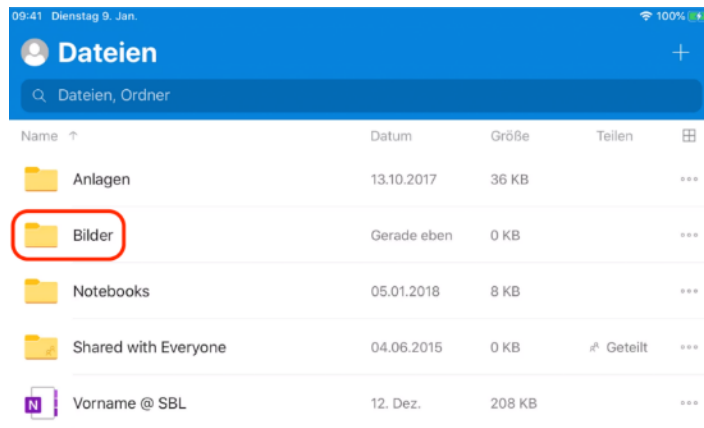 09:41 Dienstag 9. Jan. 100%
Dateien
Dateien, Ordner
Name Datum Größe Teilen
Anlagen 13.10.2017 36 KB
Bilder Gerade eben 0 KB
Notebooks 05.01.2018 8 KB
Shared with Everyone 04.06.2015 0 KB Geteilt
N Vorname @ SBL 12. Dez. 208 KB